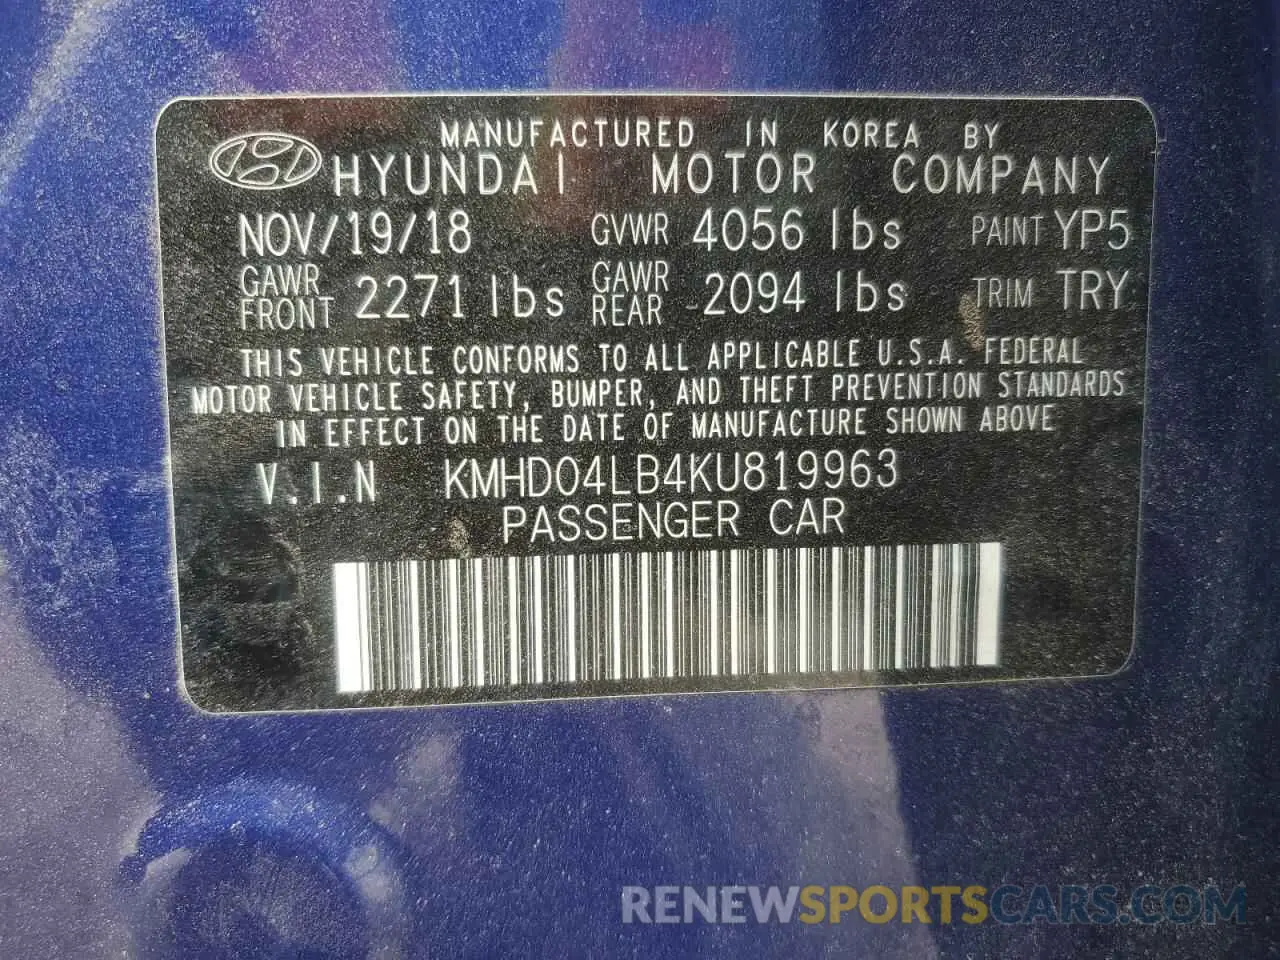 MANUFACTURED IN KOREA BY
HYUNDAI MOTOR COMPANY
NOV/19/18 GVWR 4056 lbs PAINT YP5
GAWR FRONT 2271 lbs GAWR REAR 2094 lbs TRIM TRY
THIS VEHICLE CONFORMS TO ALL APPLICABLE U.S.A. FEDERAL
MOTOR VEHICLE SAFETY, BUMPER, AND THEFT PREVENTION STANDARDS
IN EFFECT ON THE DATE OF MANUFACTURE SHOWN ABOVE
V.I.N KMHD04LB4KU819963
PASSENGER CAR
RENEWSPORTSCARS.COM